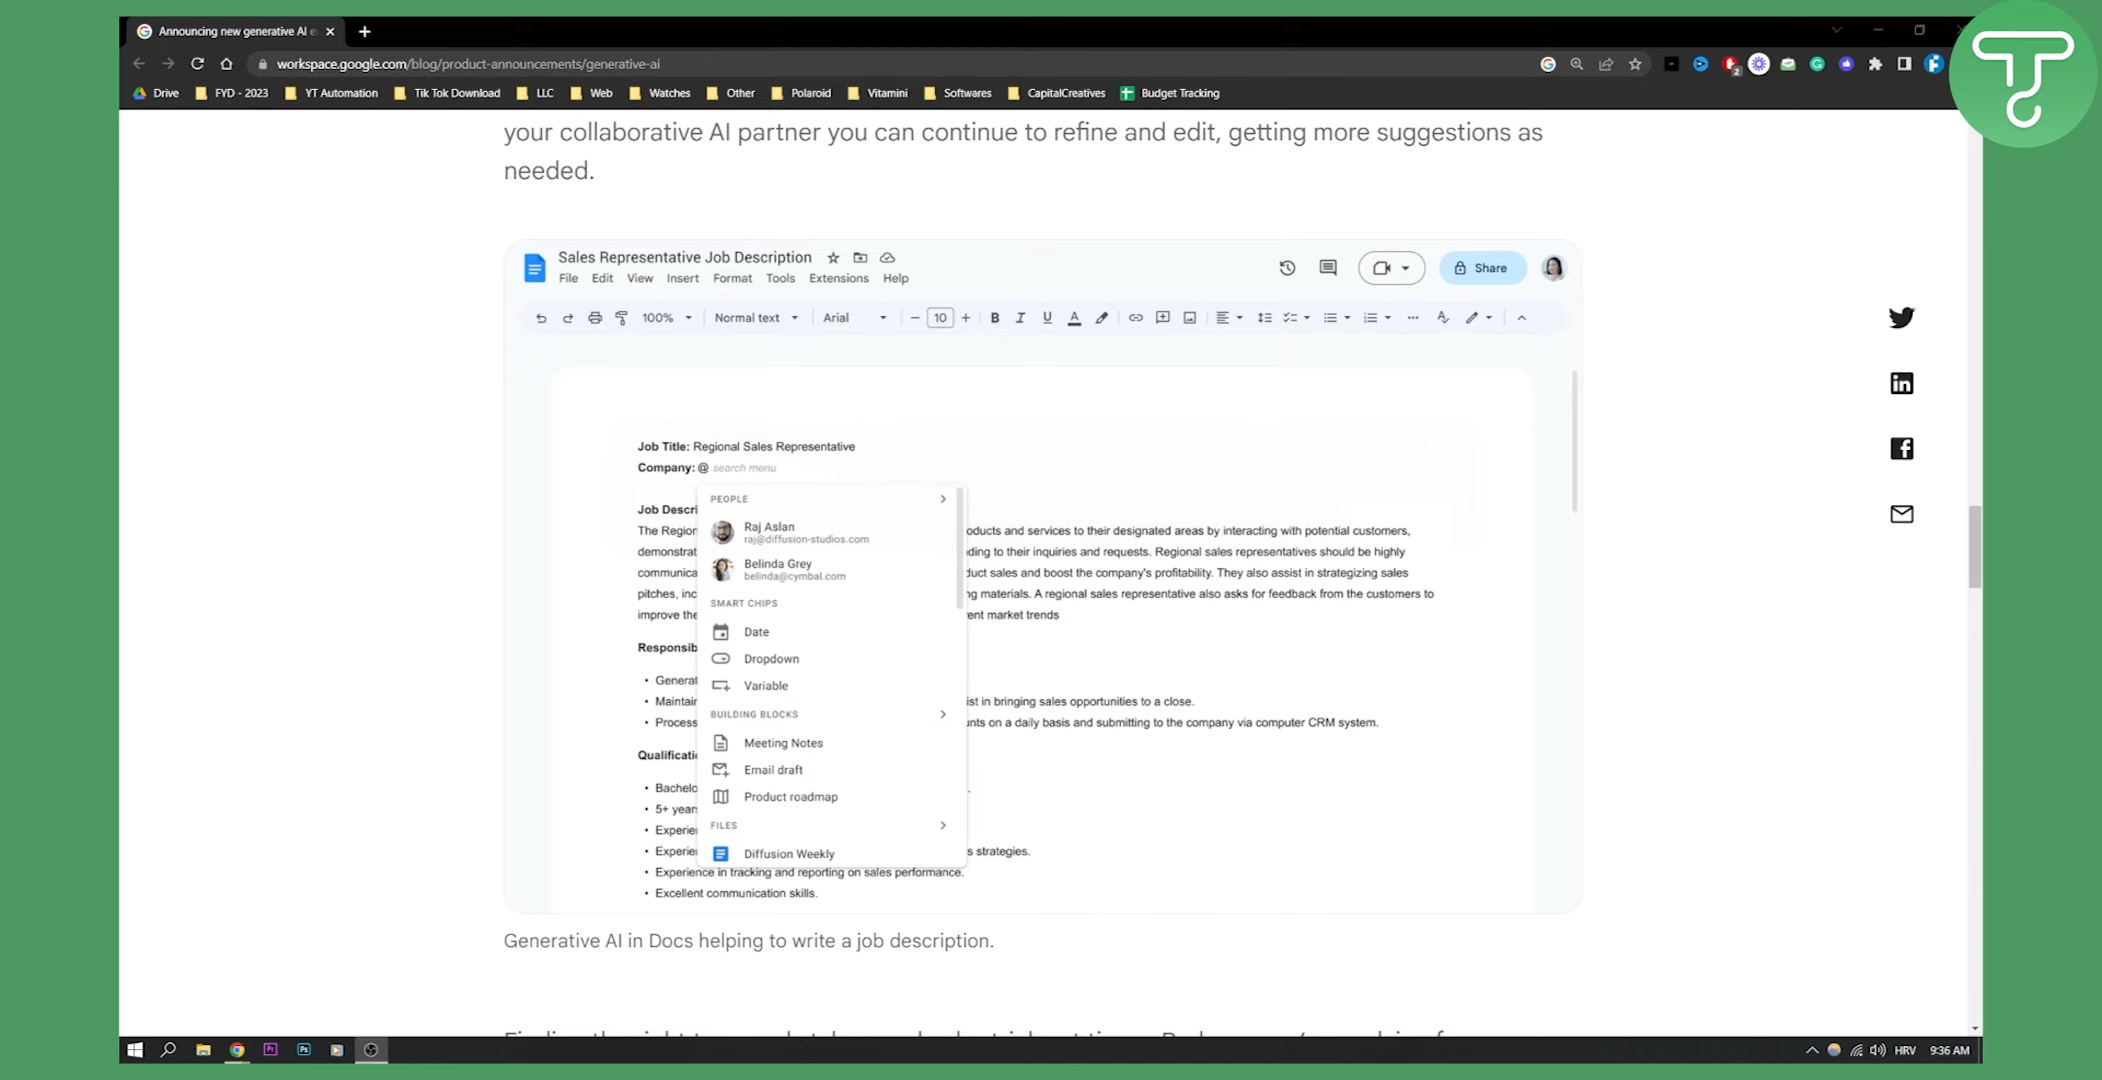 Announcing new generative AI e
workspace.google.com/blog/product-announcements/generative-ai
2
Drive FYD - 2023 YT Automation Tik Tok Download LLC Web Watches Other Polaroid Vitamini Softwares CapitalCreatives Budget Tracking
your collaborative AI partner you can continue to refine and edit, getting more suggestions as
needed.
Sales Representative Job Description
File Edit View Insert Format Tools Extensions Help
Share
100% Normal text Arial 10 B I U A
Job Title: Regional Sales Representative
Company: @ search menu
PEOPLE
Raj Aslan
raj@diffusion-studios.com
Belinda Grey
belinda@cymbal.com
SMART CHIPS
Date
Dropdown
Variable
BUILDING BLOCKS
Meeting Notes
Email draft
Product roadmap
FILES
Diffusion Weekly
Job Descri
The Region oducts and services to their designated areas by interacting with potential customers,
demonstrat ding to their inquiries and requests. Regional sales representatives should be highly
communica duct sales and boost the company's profitability. They also assist in strategizing sales
pitches, inc ng materials. A regional sales representative also asks for feedback from the customers to
improve the ent market trends
Responsib
• Generat
• Maintair ist in bringing sales opportunities to a close.
• Process unts on a daily basis and submitting to the company via computer CRM system.
Qualificatio
• Bachelo
• 5+ years
• Experier
• Experie s strategies.
• Experience in tracking and reporting on sales performance.
• Excellent communication skills.
Generative AI in Docs helping to write a job description.
HRV 9:36 AM